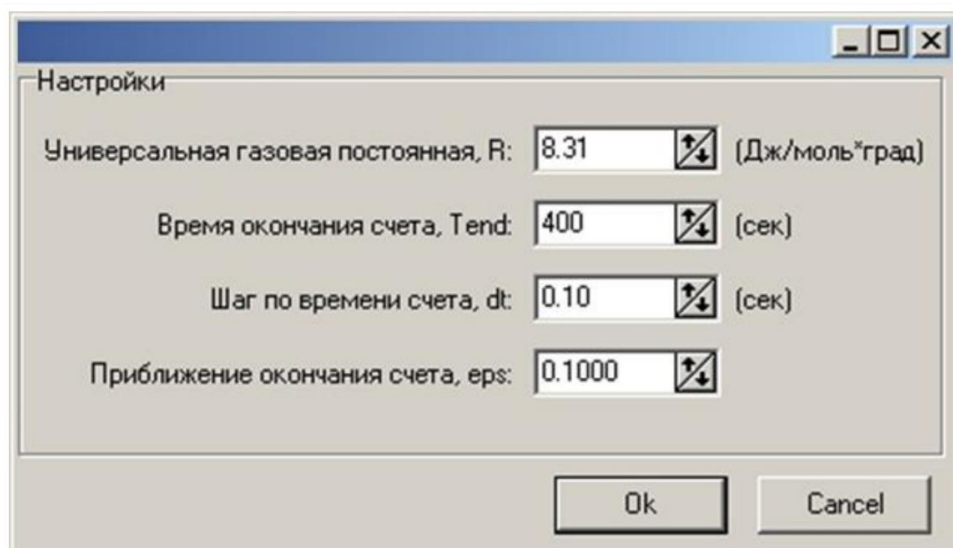 Настройки
Универсальная газовая постоянная, R: 8.31 (Дж/моль*град)
Время окончания счета, Tend: 400 (сек)
Шаг по времени счета, dt: 0.10 (сек)
Приближение окончания счета, eps: 0.1000
Ok Cancel